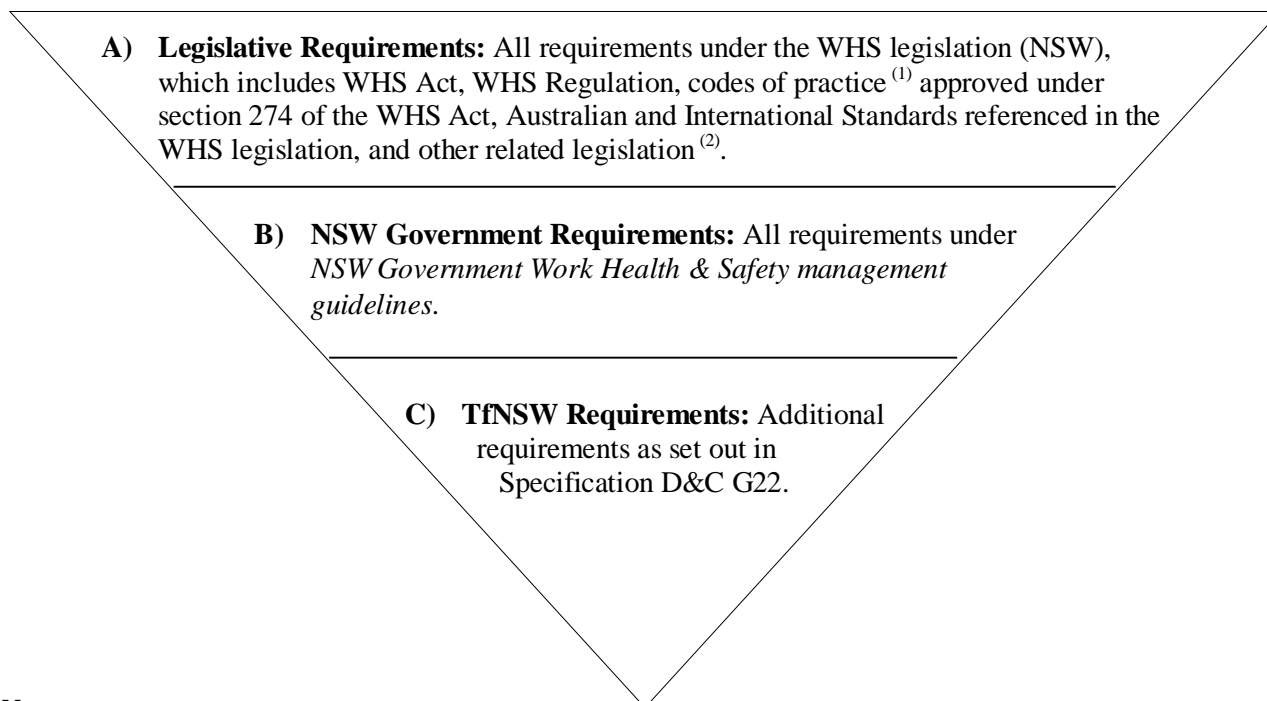 A) Legislative Requirements: All requirements under the WHS legislation (NSW),
which includes WHS Act, WHS Regulation, codes of practice (1) approved under
section 274 of the WHS Act, Australian and International Standards referenced in the
WHS legislation, and other related legislation (2).
B) NSW Government Requirements: All requirements under
NSW Government Work Health & Safety management
guidelines.
C) TfNSW Requirements: Additional
requirements as set out in
Specification D&C G22.